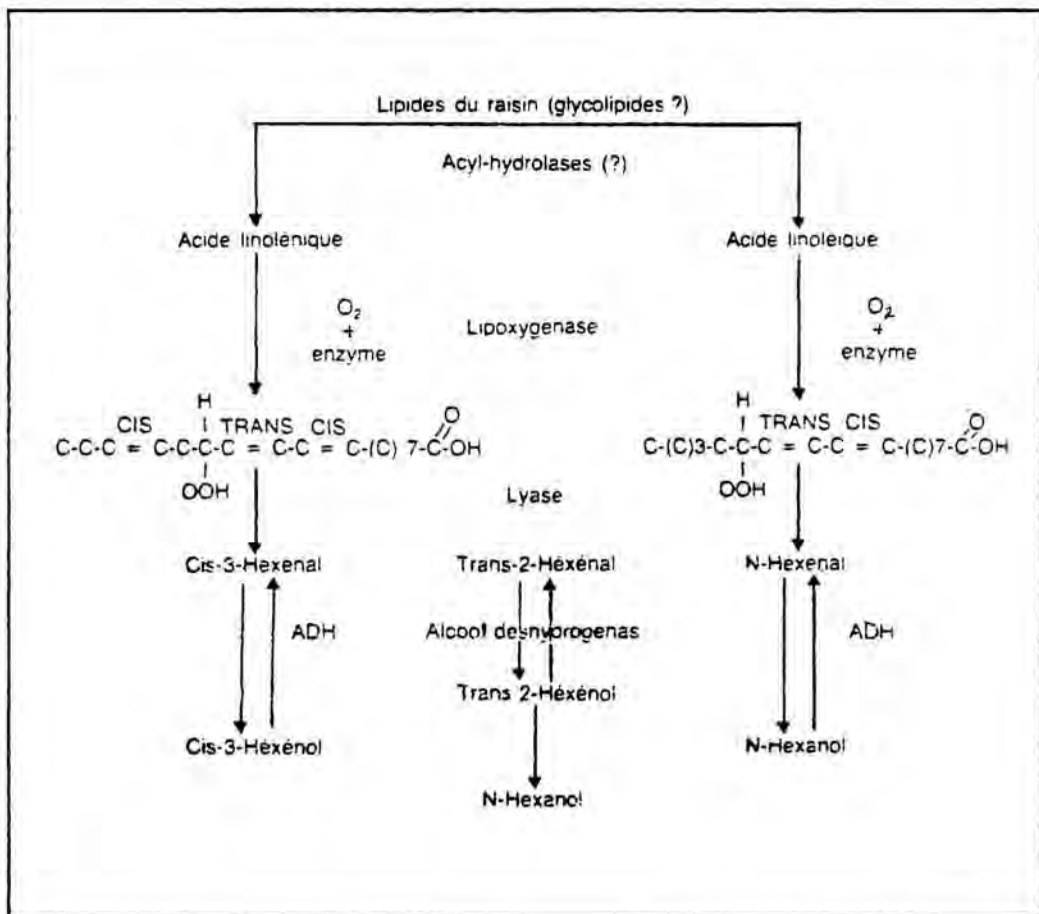 Lipides du raisin (glycolipides ?)
Acyl-hydrolases (?)
Acide linolénique Acide linoléique
O2 Lipoxygenase O2
+ +
enzyme enzyme
H H
CIS TRANS CIS O TRANS CIS O
C-C-C = C-C-C-C = C-C = C-(C) 7-C-OH C-(C)3-C-C-C = C-C = C-(C)7-C-OH
OOH OOH
Lyase
Cis-3-Hexenal Trans-2-Héxénal N-Hexenal
ADH Alcool desnyorogenas ADH
Trans 2-Héxénol
Cis-3-Héxénol N-Hexanol
N-Hexanol